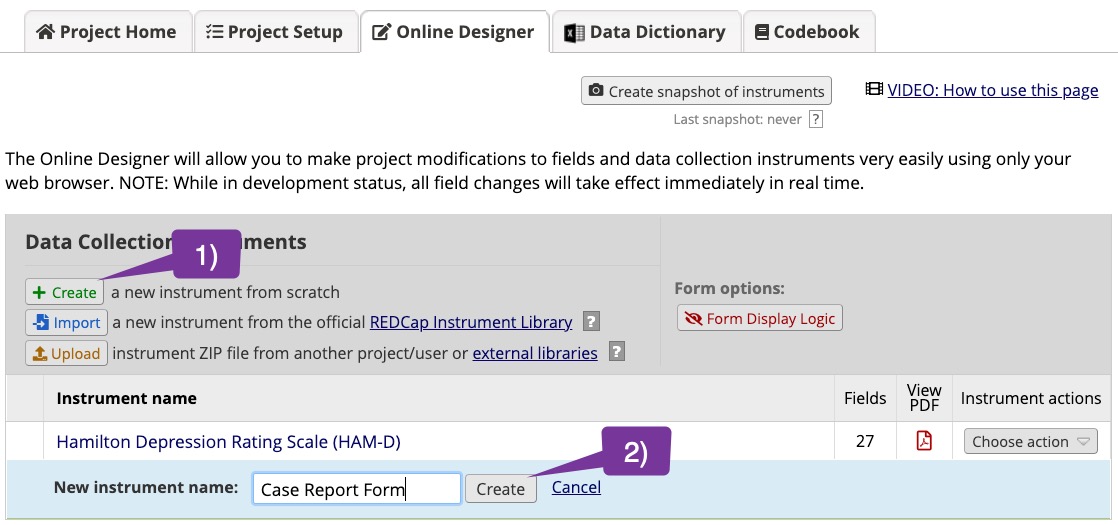 Project Home Project Setup Online Designer Data Dictionary Codebook
Create snapshot of instruments VIDEO: How to use this page
Last snapshot: never ?
The Online Designer will allow you to make project modifications to fields and data collection instruments very easily using only your
web browser. NOTE: While in development status, all field changes will take effect immediately in real time.
Data Collection 1) ments
Create a new instrument from scratch
Form options:
Import a new instrument from the official REDCap Instrument Library ?
Form Display Logic
Upload instrument ZIP file from another project/user or external libraries ?
Instrument name Fields View PDF Instrument actions
Hamilton Depression Rating Scale (HAM-D) 27 Choose action
2)
New instrument name: Case Report Form Create Cancel